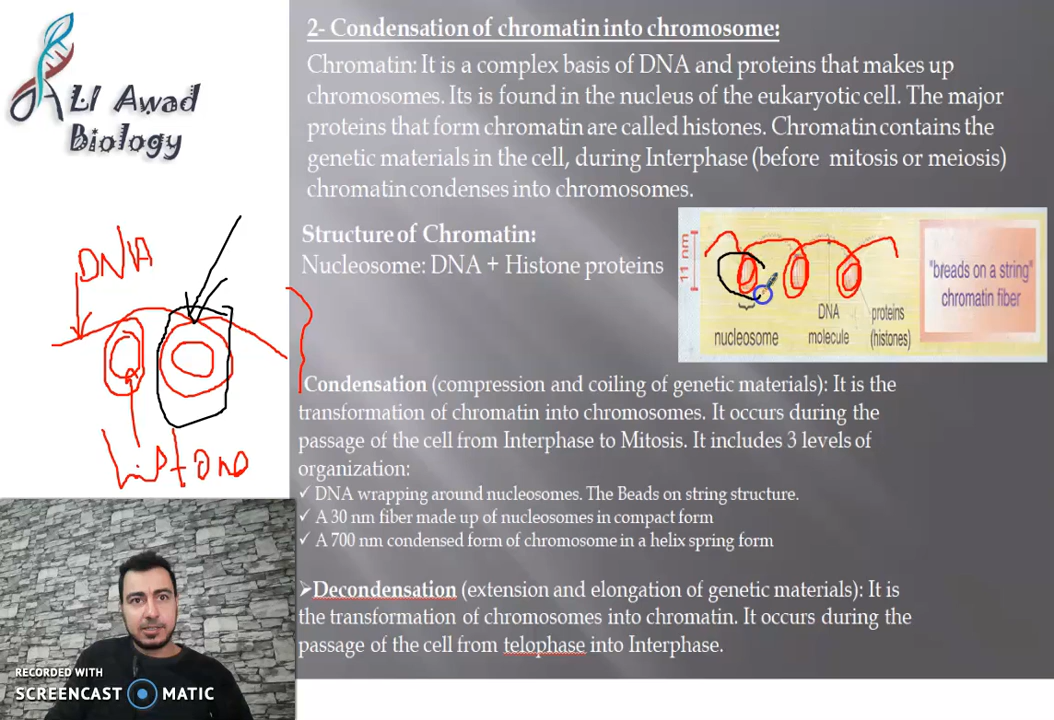 2- Condensation of chromatin into chromosome:
Chromatin: It is a complex basis of DNA and proteins that makes up
chromosomes. Its is found in the nucleus of the eukaryotic cell. The major
proteins that form chromatin are called histones. Chromatin contains the
genetic materials in the cell, during Interphase (before mitosis or meiosis)
chromatin condenses into chromosomes.
ALI Awad
Biology
Structure of Chromatin:
Nucleosome: DNA + Histone proteins
DNA
11 nm
nucleosome
DNA
molecule
proteins
(histones)
"breads on a string"
chromatin fiber
Histone
Condensation (compression and coiling of genetic materials): It is the
transformation of chromatin into chromosomes. It occurs during the
passage of the cell from Interphase to Mitosis. It includes 3 levels of
organization:
✓ DNA wrapping around nucleosomes. The Beads on string structure.
✓ A 30 nm fiber made up of nucleosomes in compact form
✓ A 700 nm condensed form of chromosome in a helix spring form
➢Decondensation (extension and elongation of genetic materials): It is
the transformation of chromosomes into chromatin. It occurs during the
passage of the cell from telophase into Interphase.
RECORDED WITH
SCREENCAST MATIC